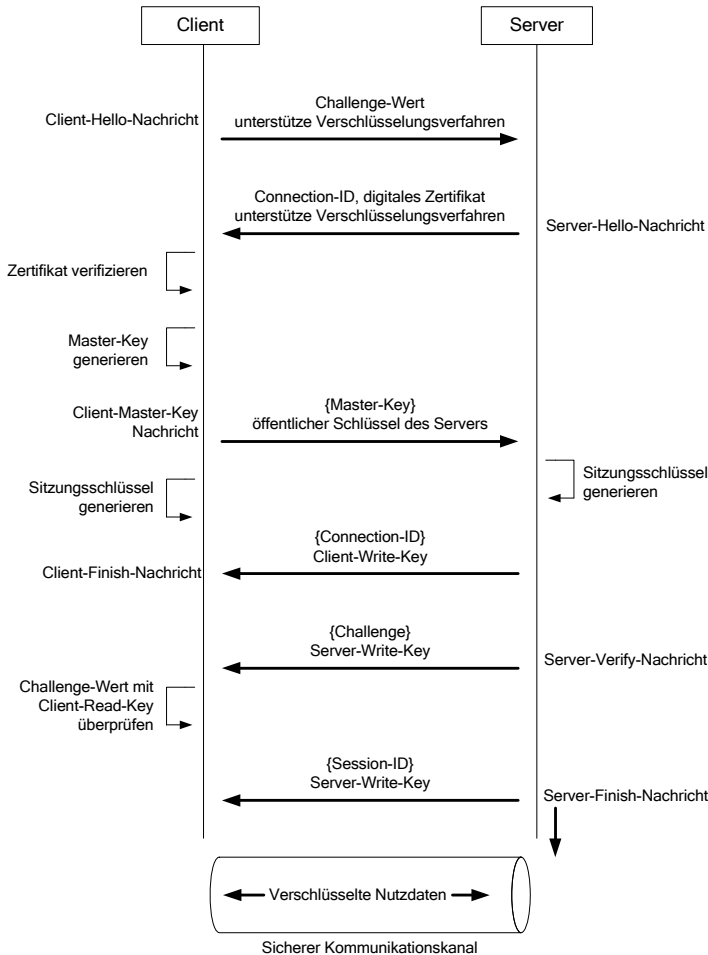 Client
Server
Client-Hello-Nachricht
Challenge-Wert
unterstütze Verschlüsselungsverfahren
Connection-ID, digitales Zertifikat
unterstütze Verschlüsselungsverfahren
Server-Hello-Nachricht
Zertifikat verifizieren
Master-Key
generieren
Client-Master-Key
Nachricht
{Master-Key}
öffentlicher Schlüssel des Servers
Sitzungsschlüssel
generieren
Sitzungsschlüssel
generieren
{Connection-ID}
Client-Write-Key
Client-Finish-Nachricht
{Challenge}
Server-Write-Key
Server-Verify-Nachricht
Challenge-Wert mit
Client-Read-Key
überprüfen
{Session-ID}
Server-Write-Key
Server-Finish-Nachricht
Verschlüsselte Nutzdaten
Sicherer Kommunikationskanal